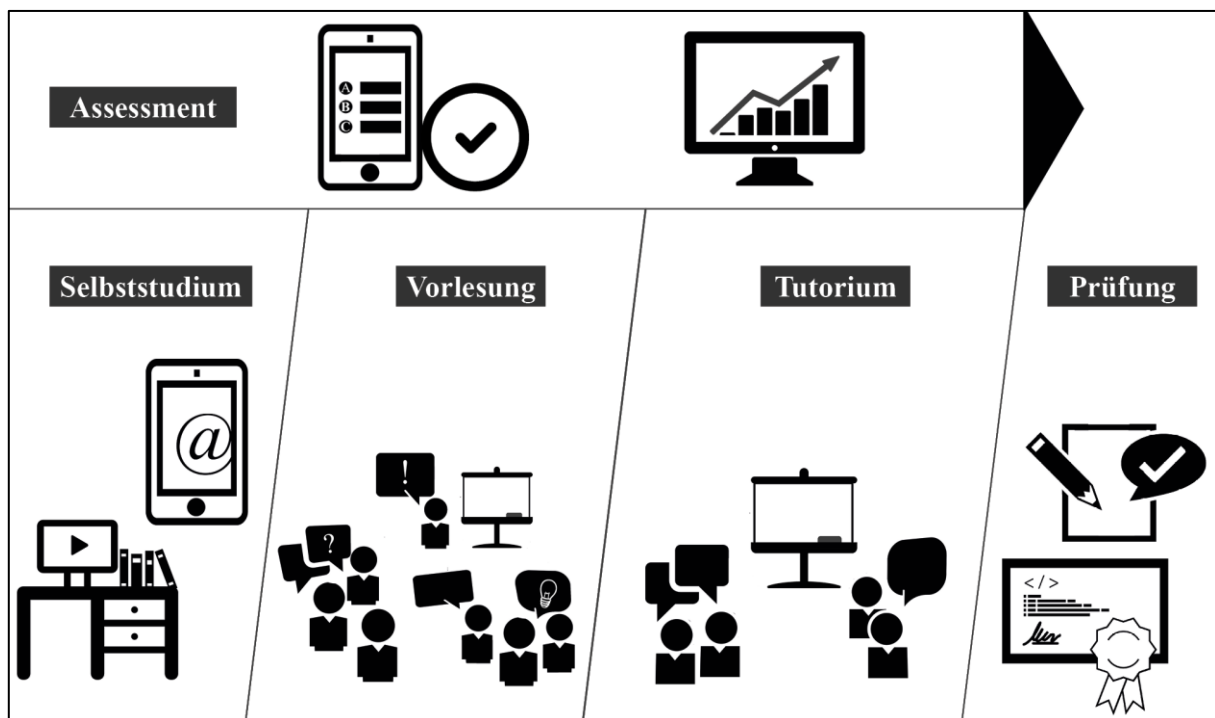 Assessment
A
B
C
Selbststudium
Vorlesung
Tutorium
Prüfung
@
!
?
</>